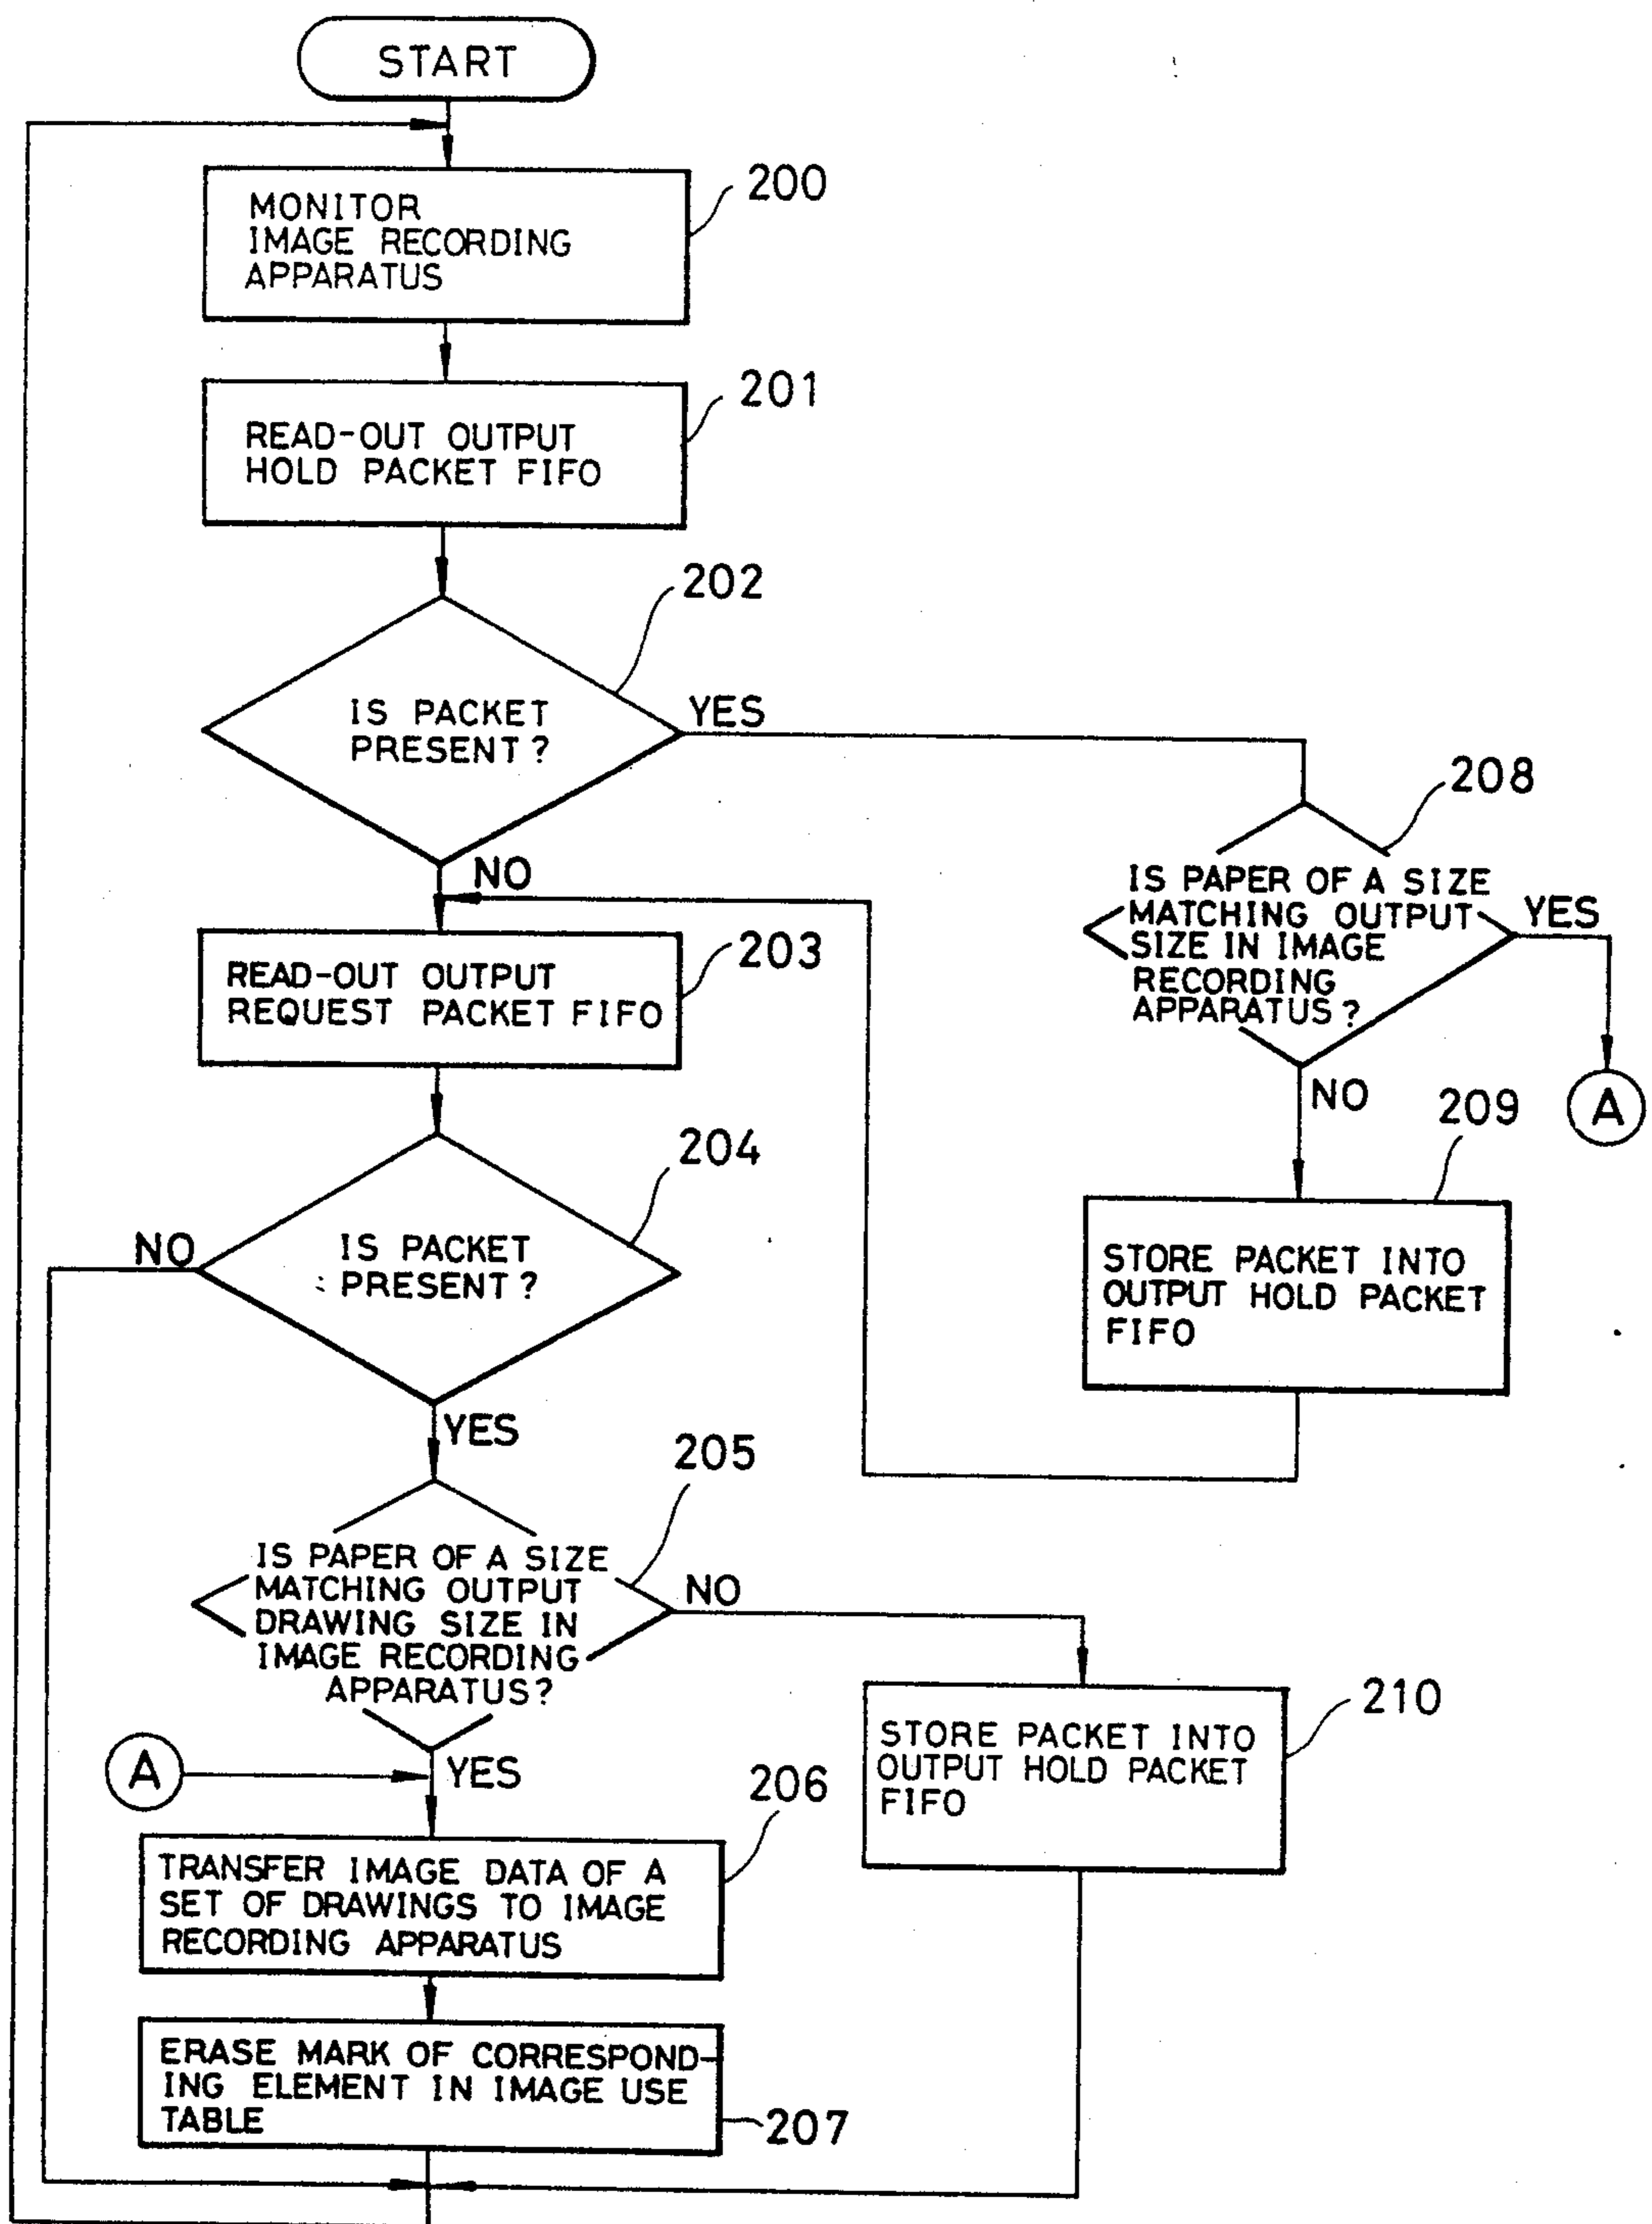 START
200
MONITOR
IMAGE RECORDING
APPARATUS
201
READ-OUT OUTPUT
HOLD PACKET FIFO
202
IS PACKET
PRESENT?
YES
NO
208
IS PAPER OF A SIZE
MATCHING OUTPUT
SIZE IN IMAGE
RECORDING
APPARATUS?
YES
A
NO
209
STORE PACKET INTO
OUTPUT HOLD PACKET
FIFO
203
READ-OUT OUTPUT
REQUEST PACKET FIFO
204
IS PACKET
PRESENT?
NO
YES
205
IS PAPER OF A SIZE
MATCHING OUTPUT
DRAWING SIZE IN
IMAGE RECORDING
APPARATUS?
NO
YES
A
210
STORE PACKET INTO
OUTPUT HOLD PACKET
FIFO
206
TRANSFER IMAGE DATA OF A
SET OF DRAWINGS TO IMAGE
RECORDING APPARATUS
ERASE MARK OF CORRESPOND-
ING ELEMENT IN IMAGE USE
TABLE
207